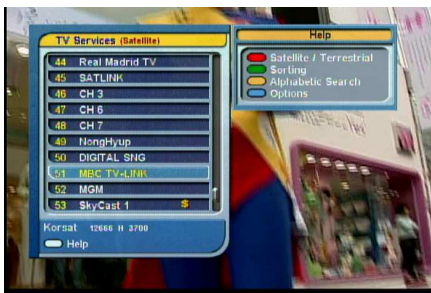 TV Services (Satellite)
44 Real Madrid TV
45 SATLINK
46 CH 3
47 CH 6
48 CH 7
49 NongHyup
50 DIGITAL SNG
51 MBC TV-LINK
52 MGM
53 SkyCast 1 $
Korsat 12666 H 3700
Help
Help
Satellite / Terrestrial
Sorting
Alphabetic Search
Options